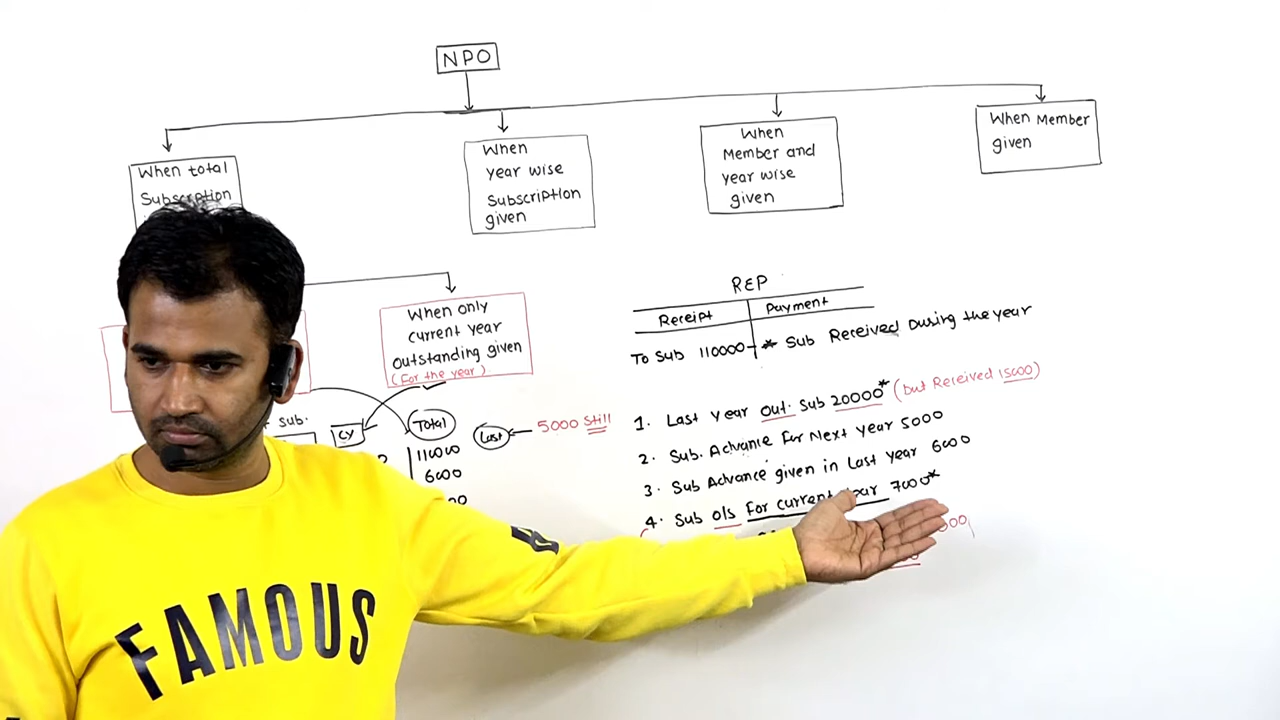 NPO
When total
Subscription
When
year wise
Subscription
given
When
Member and
year wise
given
When Member
given
When only
current year
outstanding given
(For the year)
sub.
CY
Total
110000
6000
Last
5000 Still
REP
Receipt
Payment
To Sub 110000
* Sub Received During the year
1. Last year out. Sub 20000* (but Received 15000)
2. Sub. Advance For Next year 5000
3. Sub Advance given in Last year 6000
4. Sub o/s For current 7000*
FAMOUS